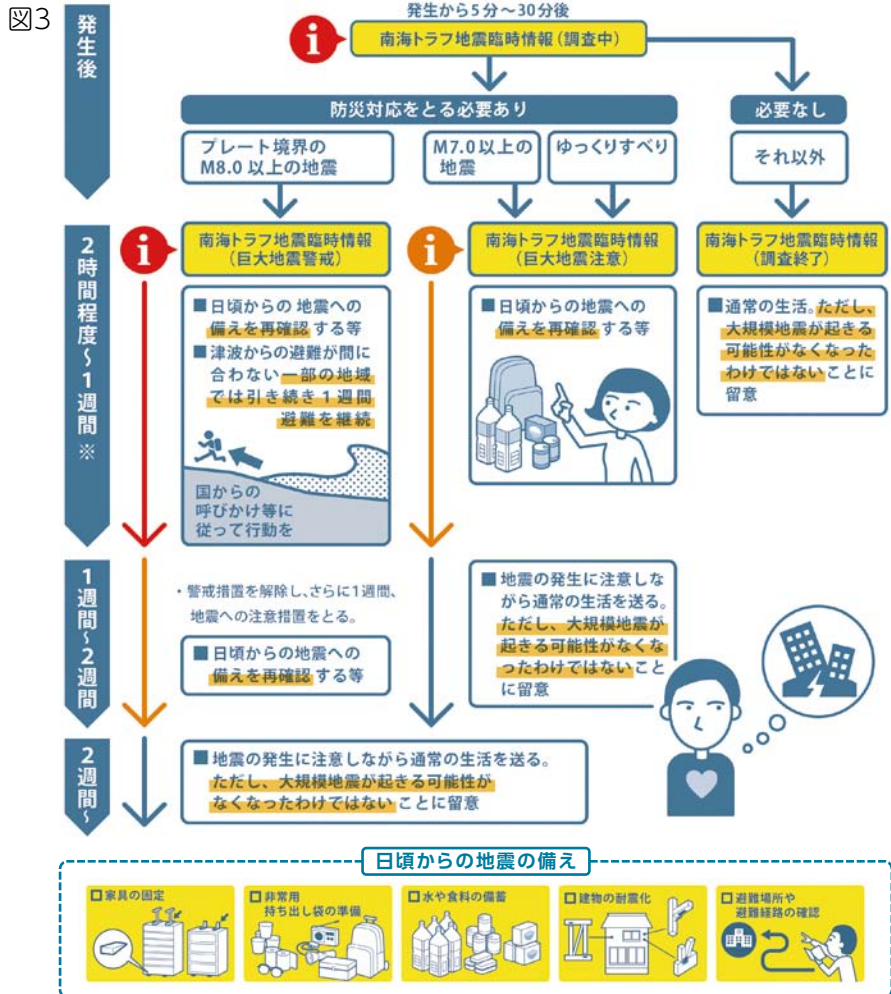 図3
発生後
発生から5分~30分後
i
南海トラフ地震臨時情報(調査中)
防災対応をとる必要あり
必要なし
プレート境界の
M8.0以上の地震
M7.0以上の
地震
ゆっくりすべり
それ以外
2時間程度~1週間※
i
南海トラフ地震臨時情報
(巨大地震警戒)
i
南海トラフ地震臨時情報
(巨大地震注意)
南海トラフ地震臨時情報
(調査終了)
■日頃からの 地震への
備えを再確認 する等
■津波からの避難が間に
合わない一部の地域
では引き続き1週間
避難を継続
国からの
呼びかけ等に
従って行動を
■日頃からの地震への
備えを再確認 する等
■通常の生活。ただし、
大規模地震が起きる
可能性がなくなった
わけではないことに
留意
1週間~2週間
・警戒措置を解除し、さらに1週間、
地震への注意措置をとる。
■日頃からの地震への
備えを再確認 する等
■地震の発生に注意しな
がら通常の生活を送る。
ただし、大規模地震が
起きる可能性がなくな
ったわけではないこと
に留意
2週間~
■地震の発生に注意しながら通常の生活を送る。
ただし、大規模地震が起きる可能性が
なくなったわけではない ことに留意
日頃からの地震の備え
□家具の固定
□非常用
持ち出し袋の準備
□水や食料の備蓄
□建物の耐震化
□避難場所や
避難経路の確認